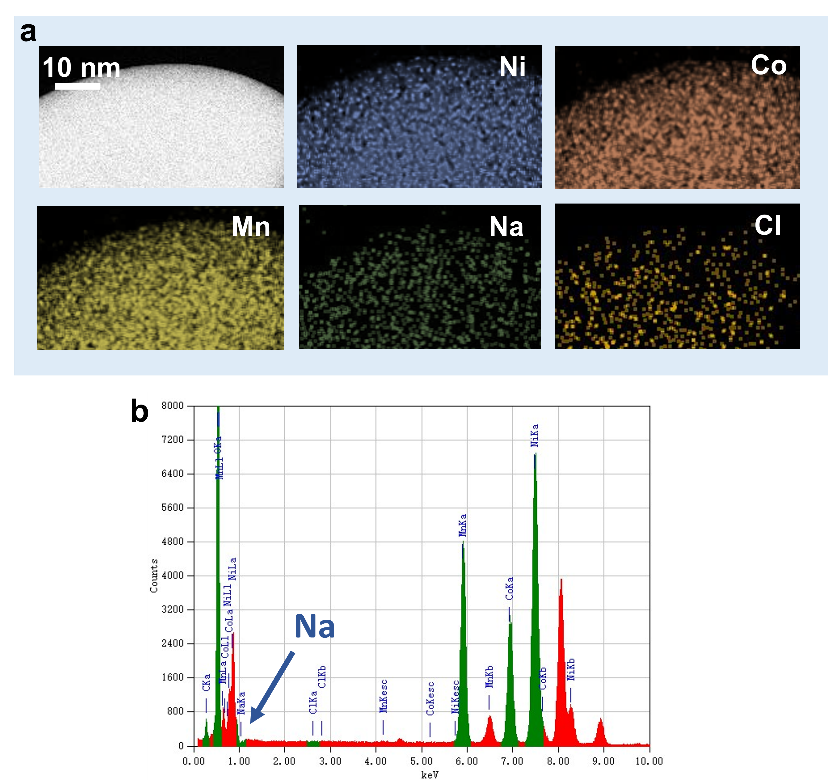 a
10 nm
Ni
Co
Mn
Na
Cl
b
8000
7200
6400
5600
4800
4000
3200
2400
1600
800
0
Counts
CKa
MnLl
OKa
MnLa
CoLl
CoLa
NiLl
NiLa
NaKa
Na
ClKa
ClKb
MnKesc
CoKesc
NiKesc
MnKa
MnKb
CoKa
NiKa
CoKb
NiKb
0.00 1.00 2.00 3.00 4.00 5.00 6.00 7.00 8.00 9.00 10.00
keV